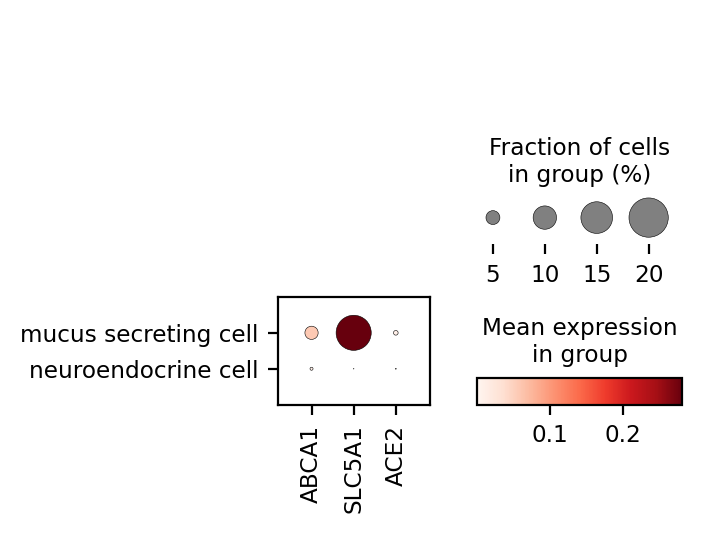 Fraction of cells
in group (%)
5 10 15 20
mucus secreting cell
neuroendocrine cell
ABCA1
SLC5A1
ACE2
Mean expression
in group
0.1 0.2